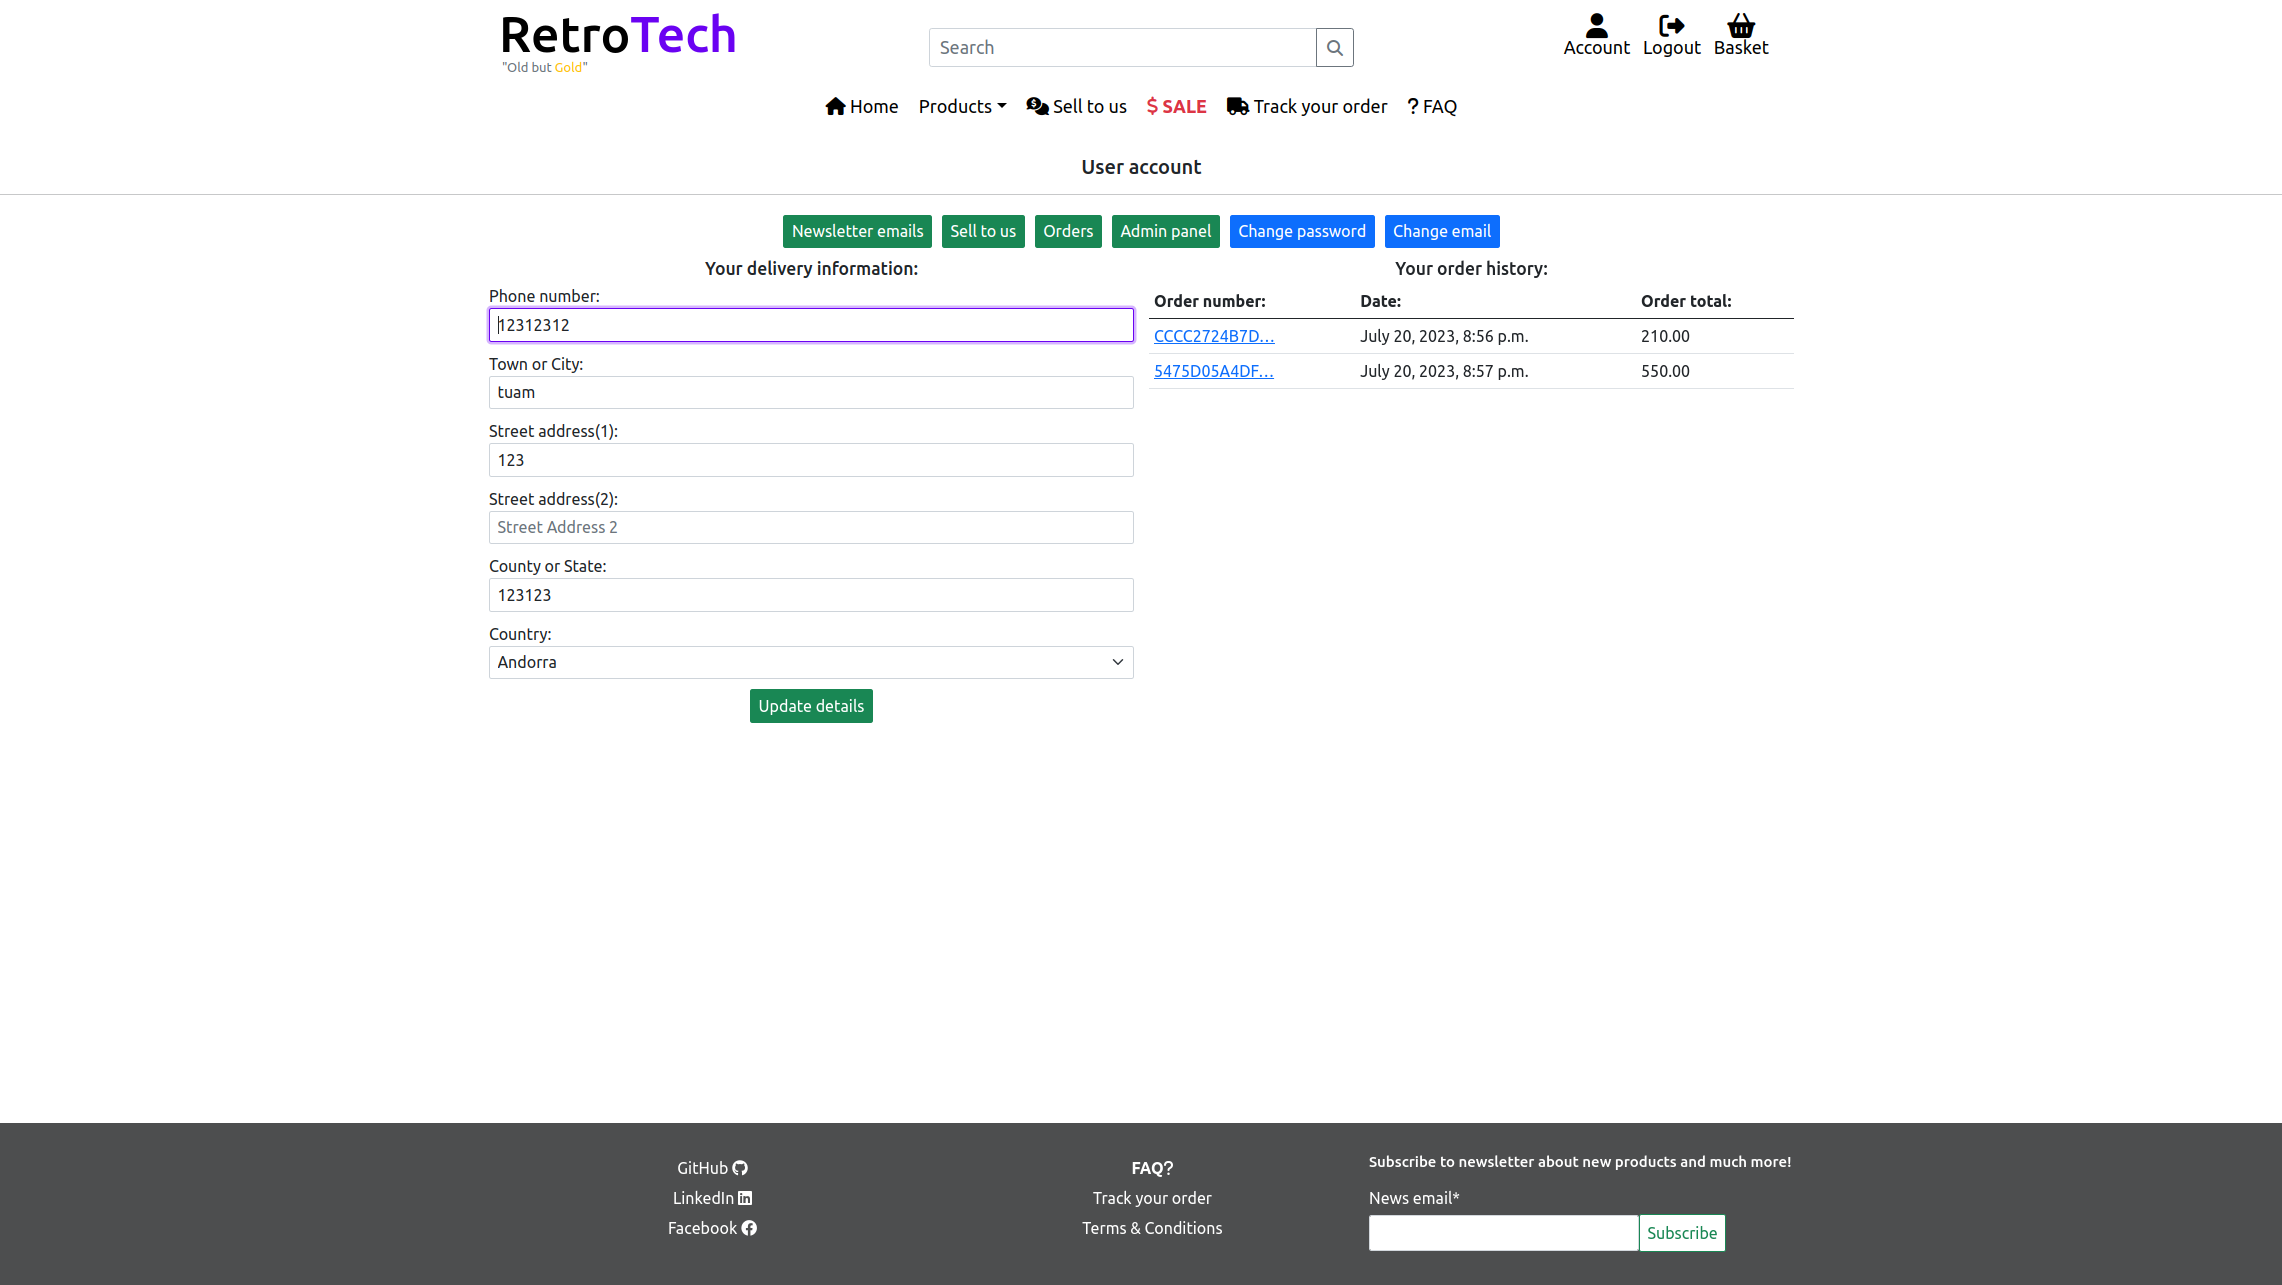 RetroTech
"Old but Gold"
Search
Account Logout Basket
Home Products Sell to us $ SALE Track your order ? FAQ
User account
Newsletter emails Sell to us Orders Admin panel Change password Change email
Your delivery information:
Phone number:
12312312
Town or City:
tuam
Street address(1):
123
Street address(2):
Street Address 2
County or State:
123123
Country:
Andorra
Update details
Your order history:
Order number: Date: Order total:
CCCC2724B7D... July 20, 2023, 8:56 p.m. 210.00
5475D05A4DF... July 20, 2023, 8:57 p.m. 550.00
GitHub
LinkedIn
Facebook
FAQ?
Track your order
Terms & Conditions
Subscribe to newsletter about new products and much more!
News email*
Subscribe